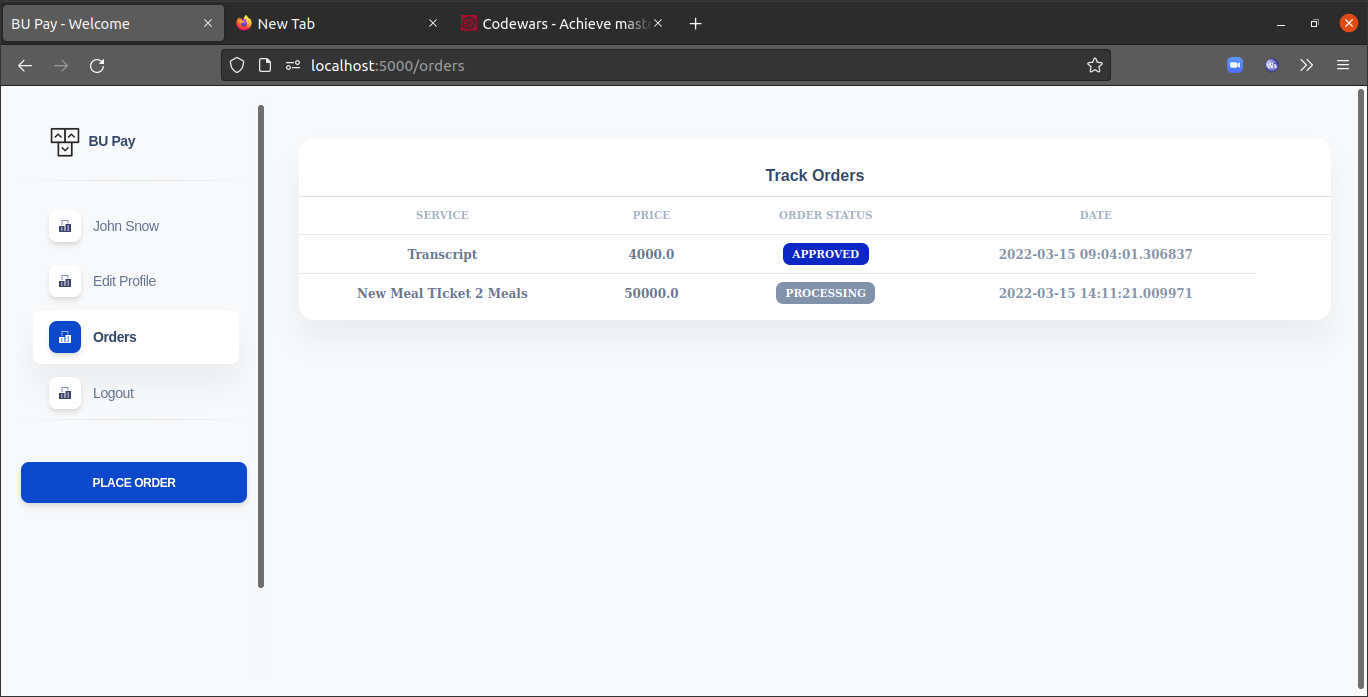 BU Pay - Welcome
New Tab
Codewars - Achieve mast
localhost:5000/orders
BU Pay
John Snow
Edit Profile
Orders
Logout
PLACE ORDER
Track Orders
SERVICE PRICE ORDER STATUS DATE
Transcript 4000.0 APPROVED 2022-03-15 09:04:01.306837
New Meal TIcket 2 Meals 50000.0 PROCESSING 2022-03-15 14:11:21.009971